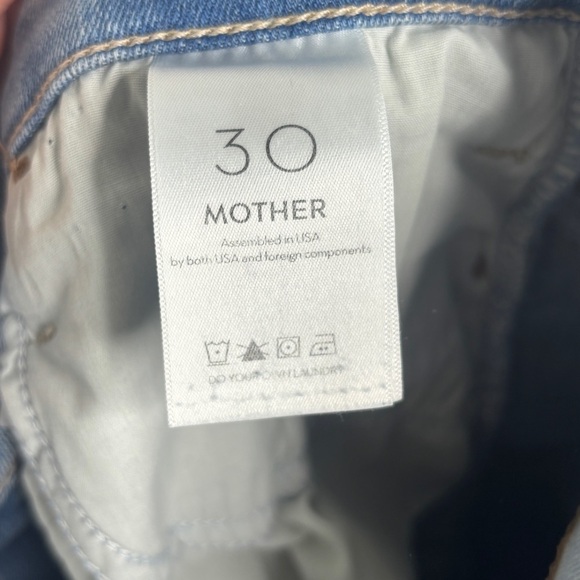 30
MOTHER
Assembled in USA
by both USA and foreign components
DO YOUR OWN LAUNDRY